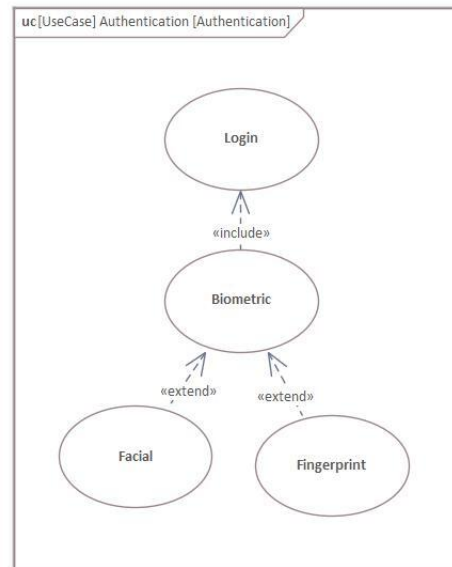 uc [UseCase] Authentication [Authentication]
Login
«include»
Biometric
«extend»
«extend»
Facial
Fingerprint